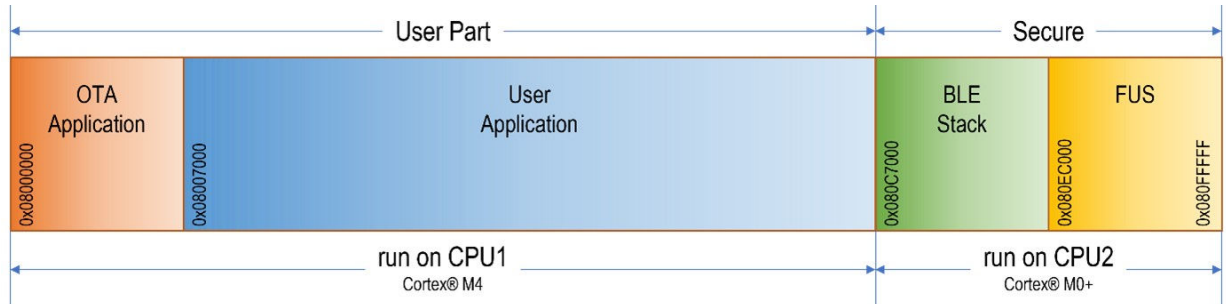 User Part
Secure
OTA
Application
User
Application
BLE
Stack
FUS
0x08000000
0x08007000
0x080C7000
0x080EC000
0x080FFFFF
run on CPU1
Cortex® M4
run on CPU2
Cortex® M0+